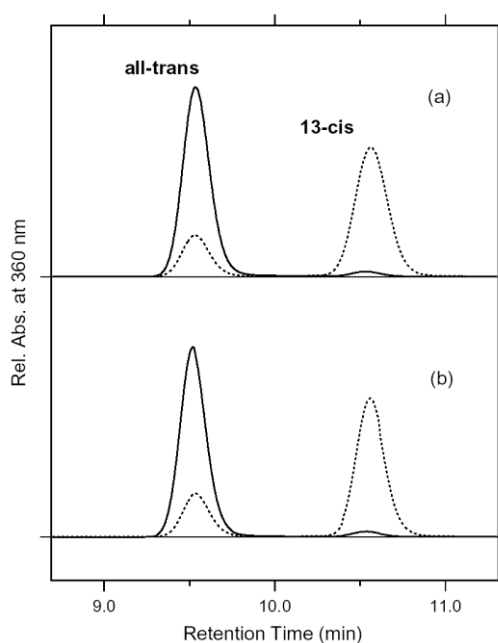 all-trans
(a)
13-cis
Rel. Abs. at 360 nm
(b)
9.0
10.0
11.0
Retention Time (min)